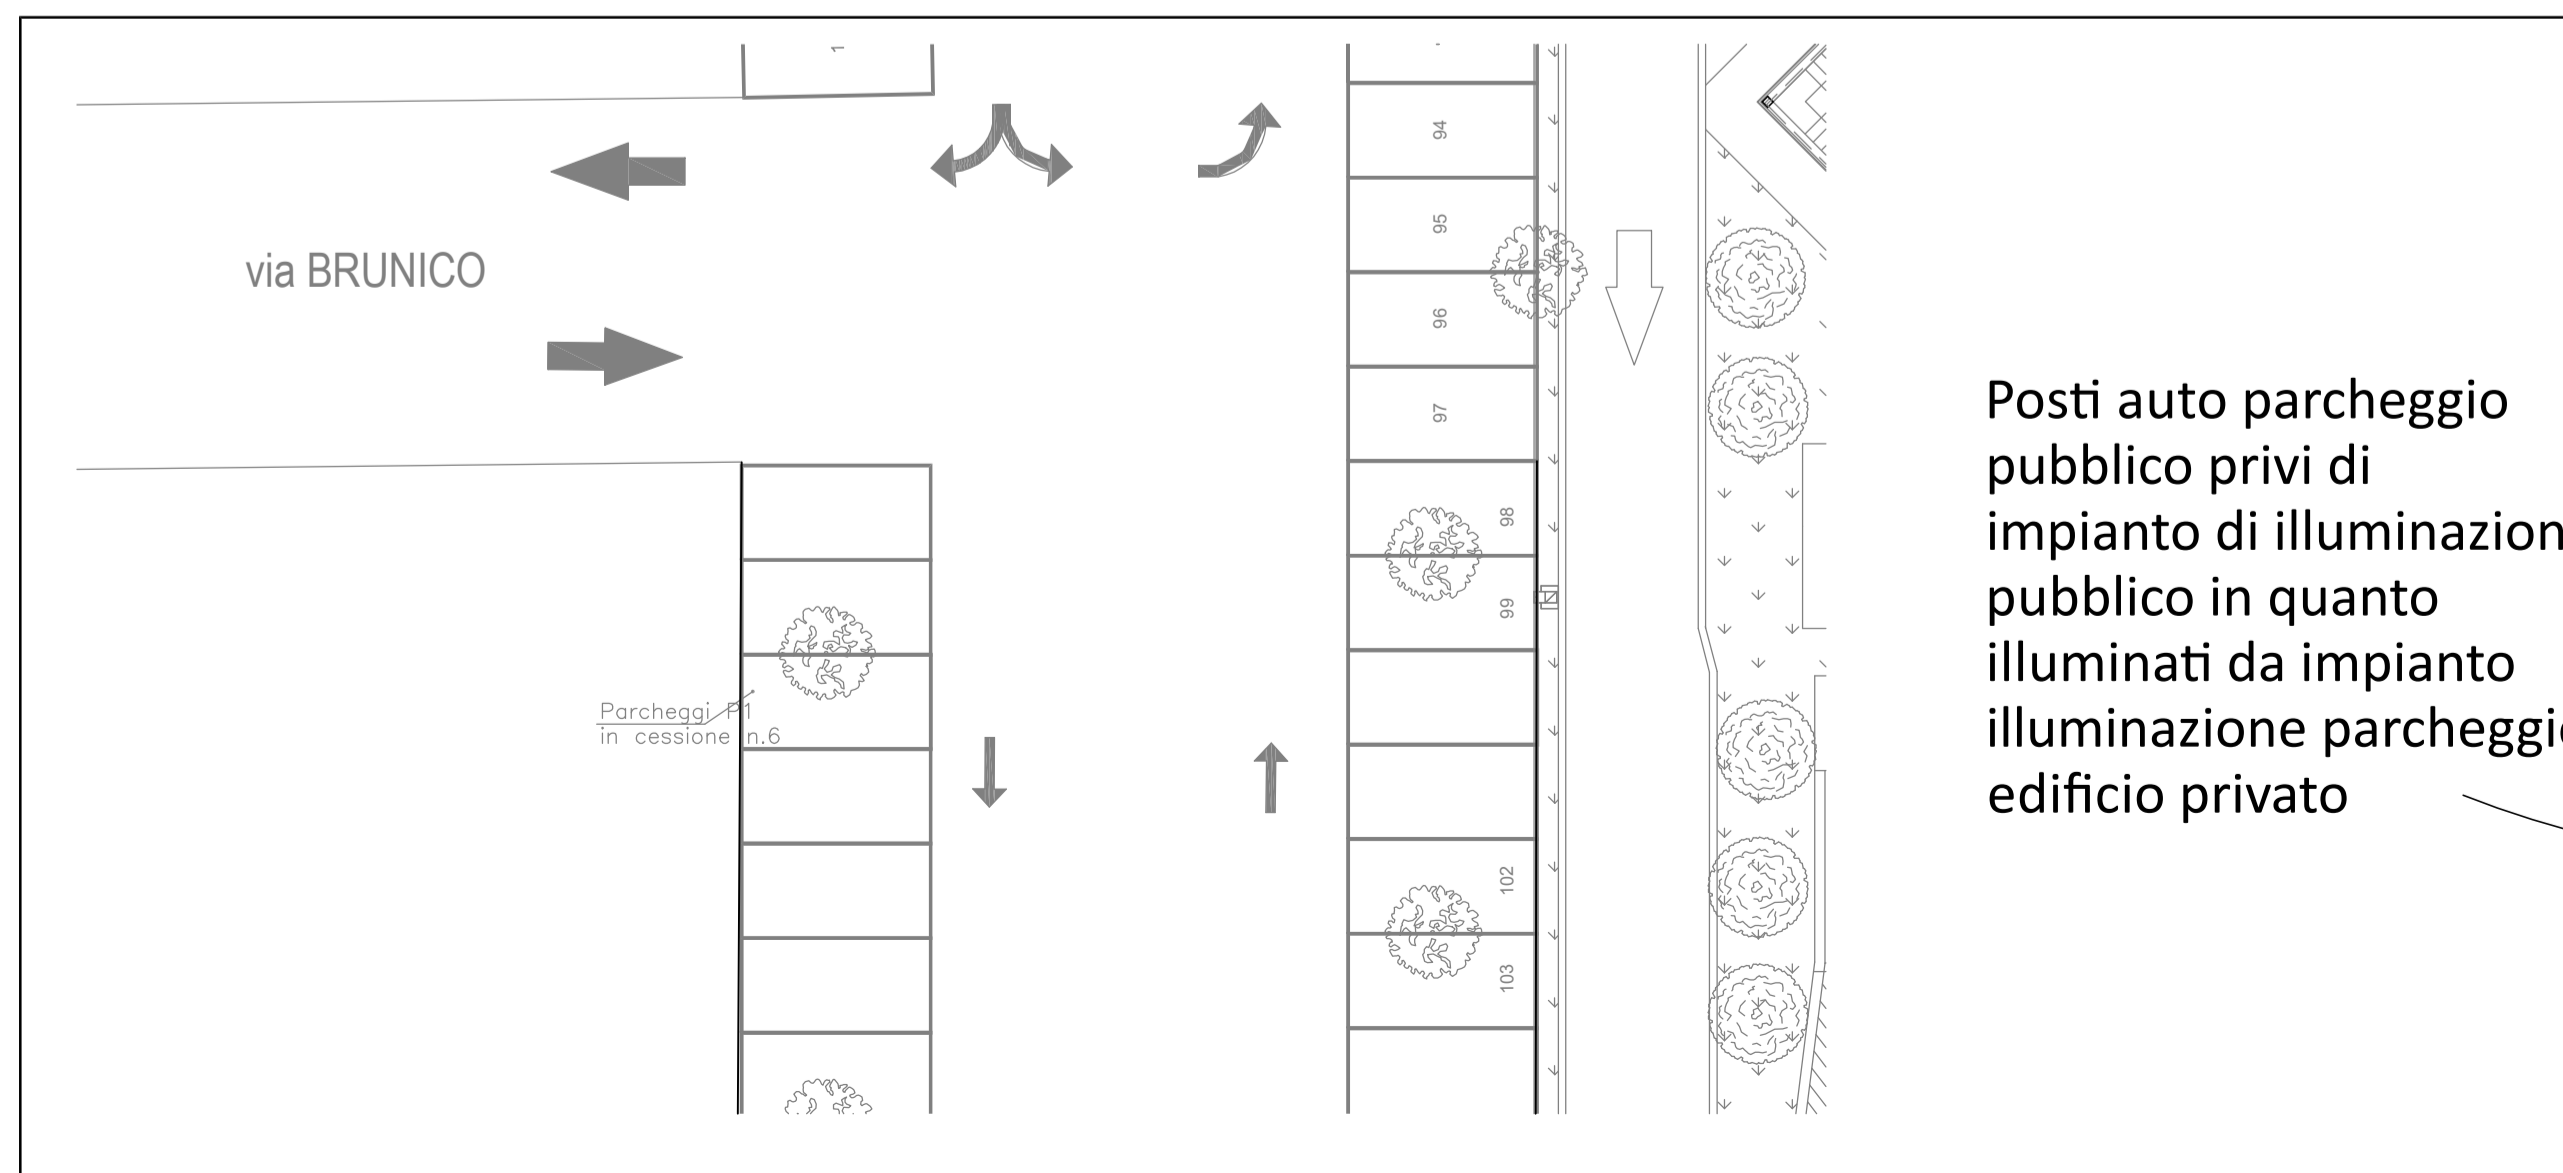 94
95
via BRUNICO
96
97
98
99
Parcheggi P1
in cessione n.6
102
103
Posti auto parcheggio
pubblico privi di
impianto di illuminazion
pubblico in quanto
illuminati da impianto
illuminazione parcheggi
edificio privato